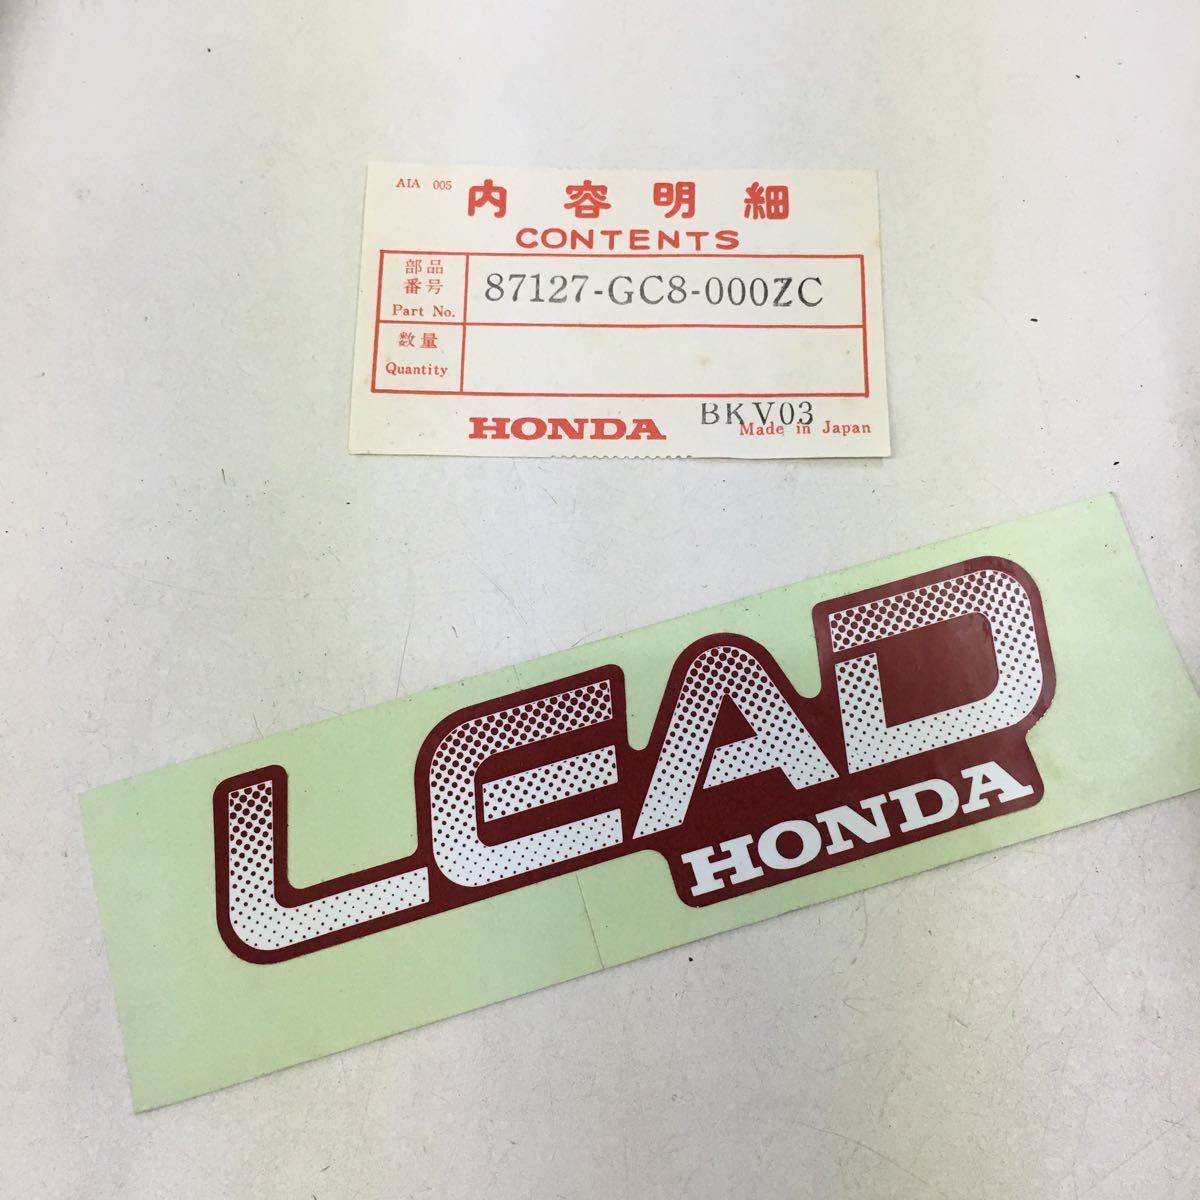 AIA 005
内容明細
CONTENTS
部品
番号
Part No.
87127-GC8-000ZC
数量
Quantity
HONDA
BKV03
Made in Japan
LEAD
HONDA